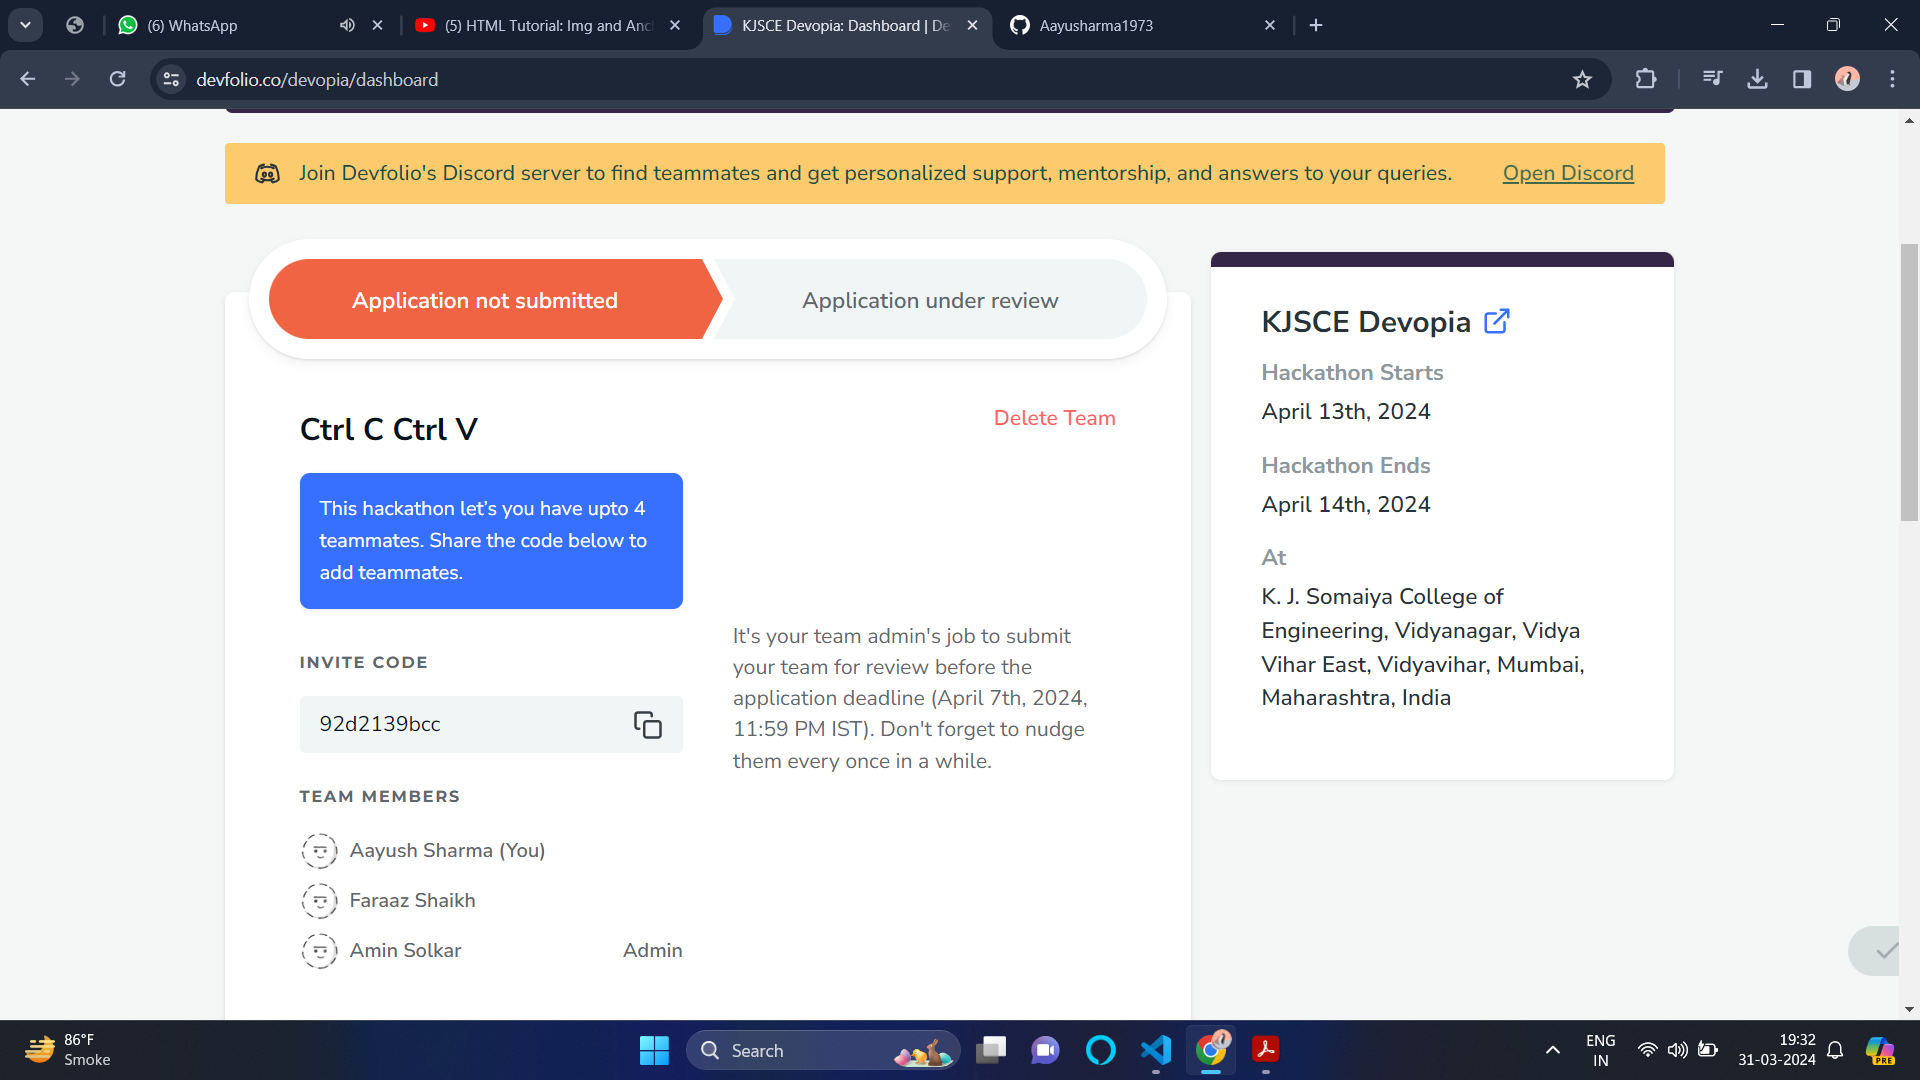 (6) WhatsApp
(5) HTML Tutorial: Img and Anc
KJSCE Devopia: Dashboard | De
Aayusharma1973
devfolio.co/devopia/dashboard
Join Devfolio's Discord server to find teammates and get personalized support, mentorship, and answers to your queries.
Open Discord
Application not submitted
Application under review
Ctrl C Ctrl V
Delete Team
This hackathon let’s you have upto 4
teammates. Share the code below to
add teammates.
INVITE CODE
92d2139bcc
TEAM MEMBERS
Aayush Sharma (You)
Faraaz Shaikh
Amin Solkar
Admin
It's your team admin's job to submit
your team for review before the
application deadline (April 7th, 2024,
11:59 PM IST). Don't forget to nudge
them every once in a while.
KJSCE Devopia
Hackathon Starts
April 13th, 2024
Hackathon Ends
April 14th, 2024
At
K. J. Somaiya College of
Engineering, Vidyanagar, Vidya
Vihar East, Vidyavihar, Mumbai,
Maharashtra, India
86°F
Smoke
Search
ENG
IN
19:32
31-03-2024
PRE